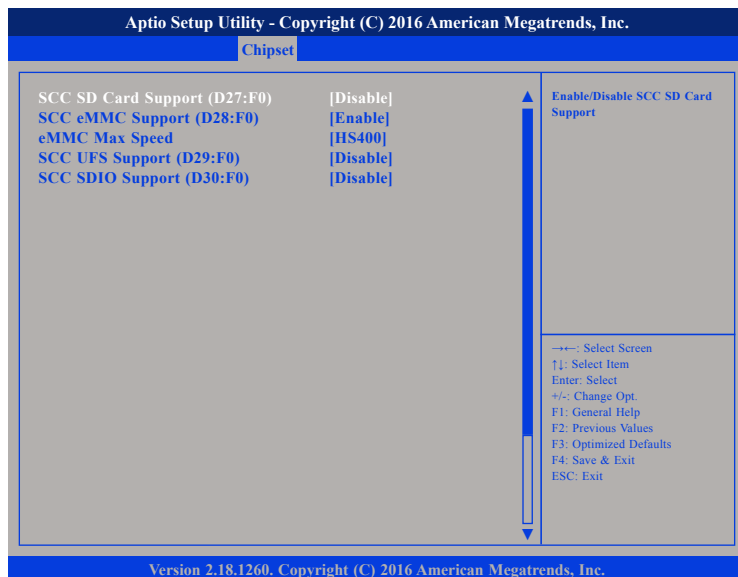 Aptio Setup Utility - Copyright (C) 2016 American Megatrends, Inc.
Chipset
SCC SD Card Support (D27:F0) [Disable]
SCC eMMC Support (D28:F0) [Enable]
eMMC Max Speed [HS400]
SCC UFS Support (D29:F0) [Disable]
SCC SDIO Support (D30:F0) [Disable]
Enable/Disable SCC SD Card
Support
→←: Select Screen
↑↓: Select Item
Enter: Select
+/-: Change Opt.
F1: General Help
F2: Previous Values
F3: Optimized Defaults
F4: Save & Exit
ESC: Exit
Version 2.18.1260. Copyright (C) 2016 American Megatrends, Inc.